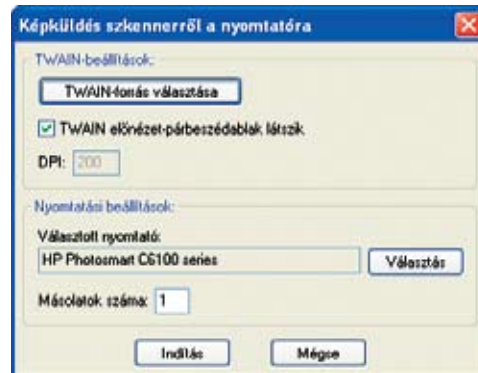 Képküldés szkennerről a nyomtatóra
TWAIN-beállítások:
TWAIN-forrás választása
TWAIN előnézet-párbeszédablak látszik
DPI: 200
Nyomtatási beállítások:
Választott nyomtató:
HP Photosmart C6100 series
Választás
Másolatok száma: 1
Indítás Mégse